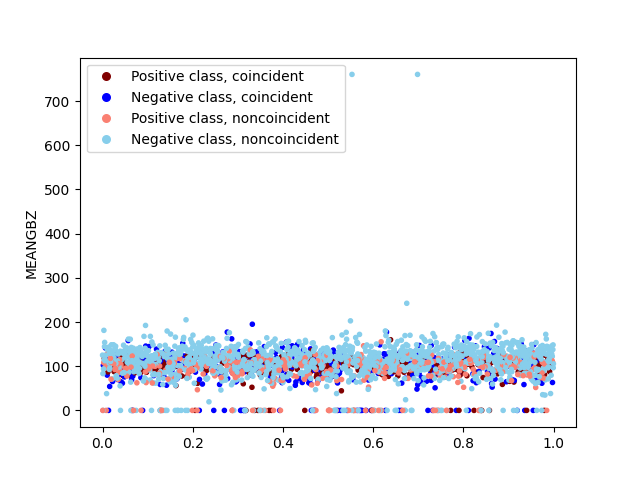 Positive class, coincident
Negative class, coincident
Positive class, noncoincident
Negative class, noncoincident
MEANGBZ
700
600
500
400
300
200
100
0
0.0 0.2 0.4 0.6 0.8 1.0